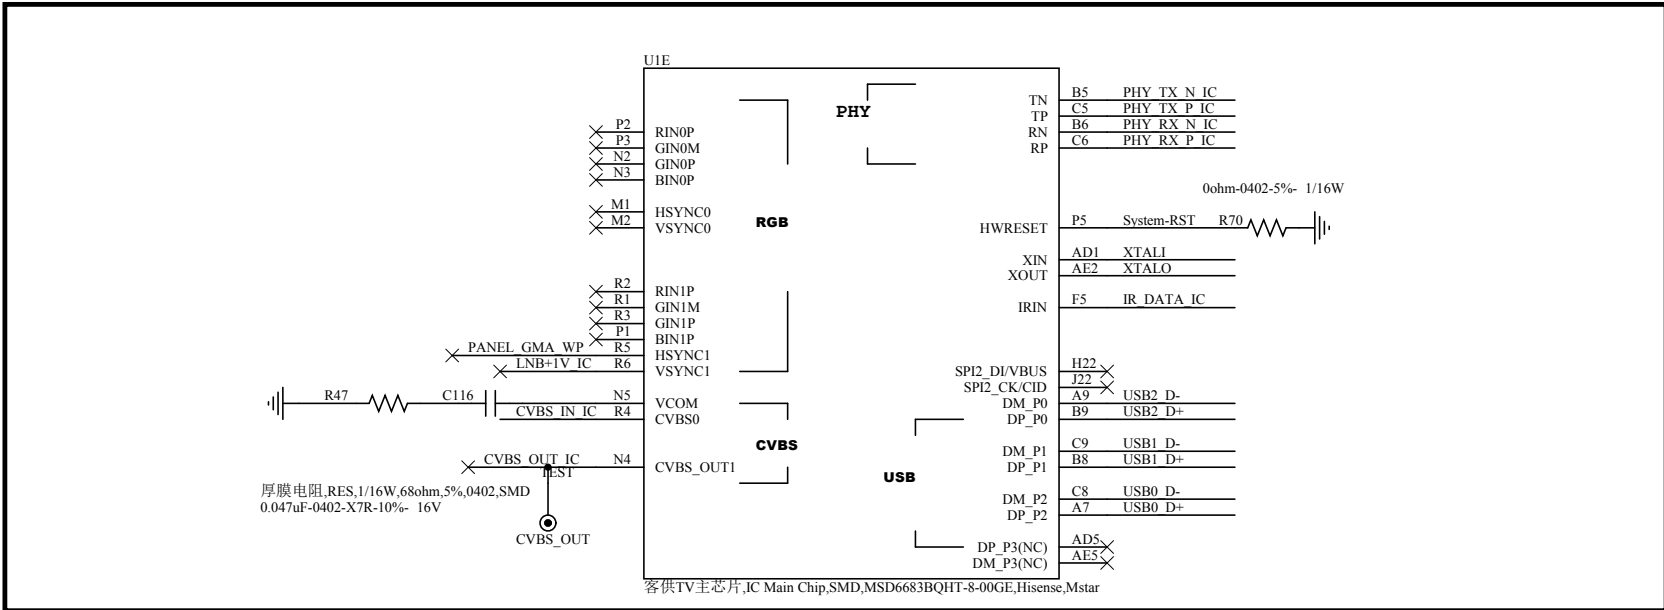 U1E
PHY
RGB
CVBS
USB
P2 RIN0P
P3 GIN0M
N2 GIN0P
N3 BIN0P
M1 HSYNC0
M2 VSYNC0
R2 RIN1P
R1 GIN1M
R3 GIN1P
P1 BIN1P
PANEL_GMA_WP R5 HSYNC1
LNB+1V_IC R6 VSYNC1
R47 C116 N5 VCOM
CVBS_IN_IC R4 CVBS0
CVBS_OUT_IC N4 CVBS_OUT1
TEST
厚膜电阻,RES,1/16W,68ohm,5%,0402,SMD
0.047uF-0402-X7R-10%- 16V
CVBS_OUT
TN B5 PHY_TX_N_IC
TP C5 PHY_TX_P_IC
RN B6 PHY_RX_N_IC
RP C6 PHY_RX_P_IC
0ohm-0402-5%- 1/16W
HWRESET P5 System-RST R70
XIN AD1 XTALI
XOUT AE2 XTALO
IRIN F5 IR_DATA_IC
SPI2_DI/VBUS H22
SPI2_CK/CID J22
DM_P0 A9 USB2_D-
DP_P0 B9 USB2_D+
DM_P1 C9 USB1_D-
DP_P1 B8 USB1_D+
DM_P2 C8 USB0_D-
DP_P2 A7 USB0_D+
DP_P3(NC) AD5
DM_P3(NC) AE5
客供TV主芯片,IC Main Chip,SMD,MSD6683BQHT-8-00GE,Hisense,Mstar